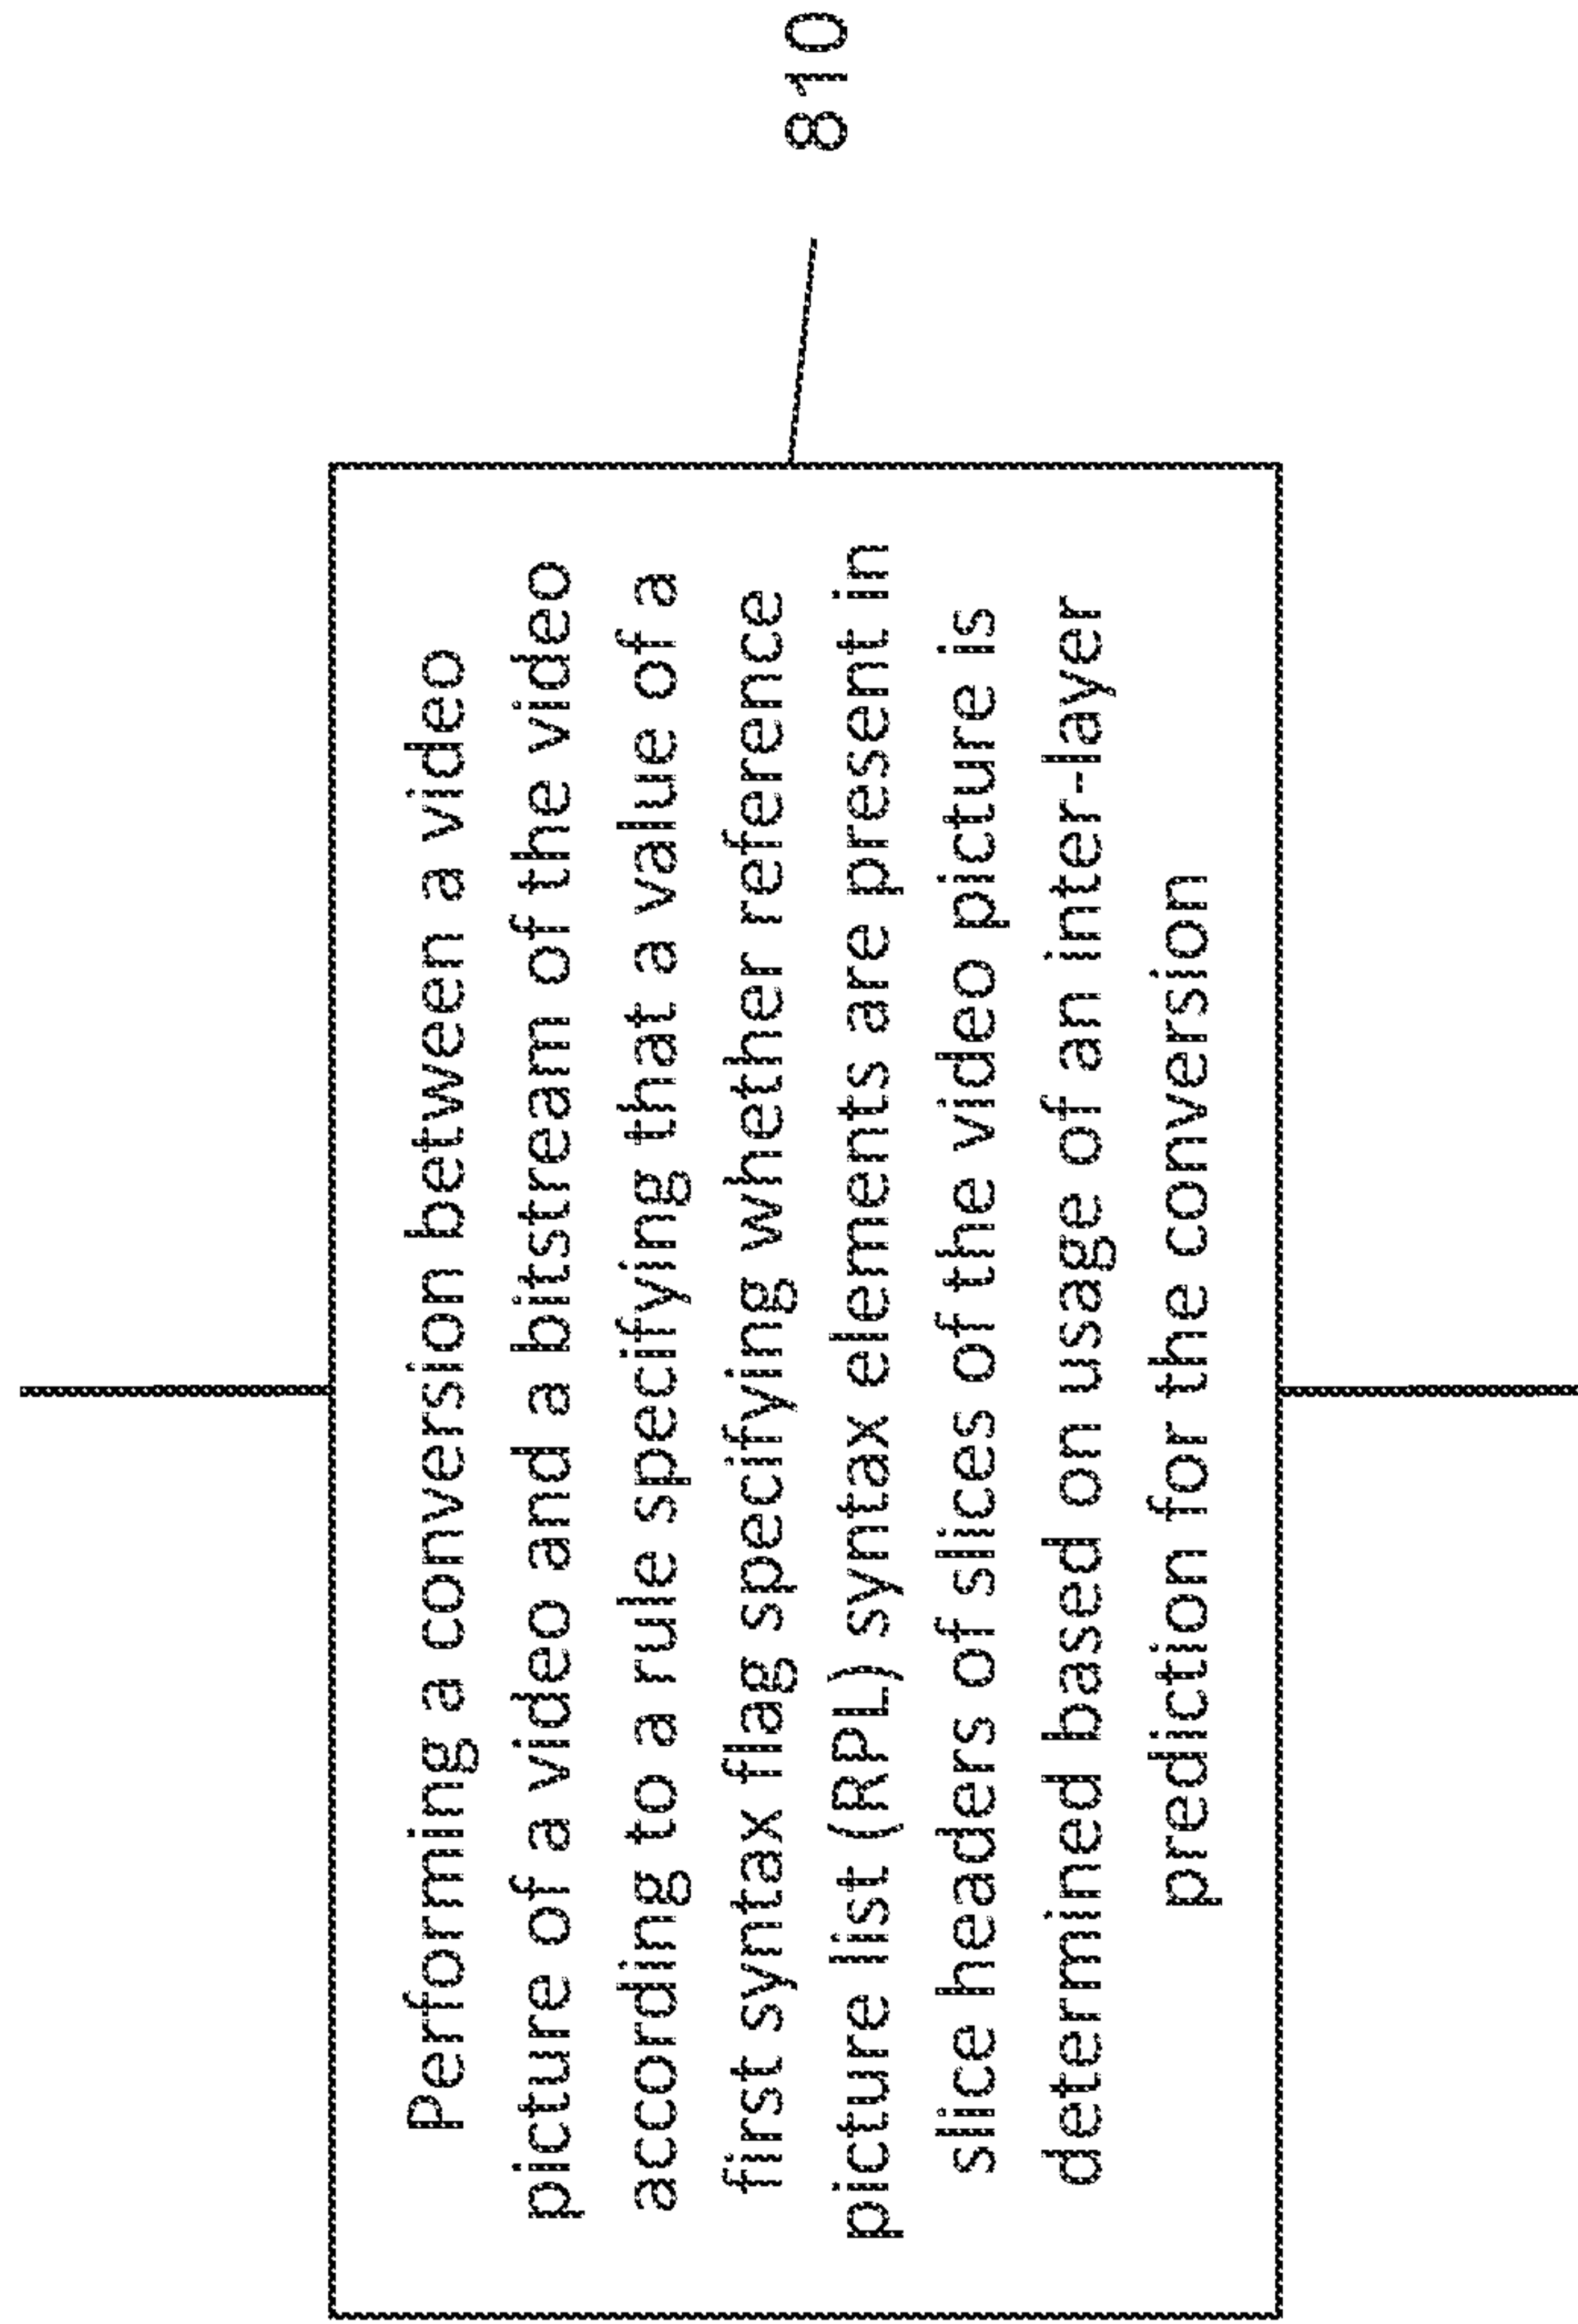 Performing a conversion between a video
picture of a video and a bitstream of the video
according to a rule specifying that a value of a
first syntax flag specifying whether reference
picture list (RPL) syntax elements are present in
slice headers of slices of the video picture is
determined based on usage of an inter-layer
prediction for the conversion
810